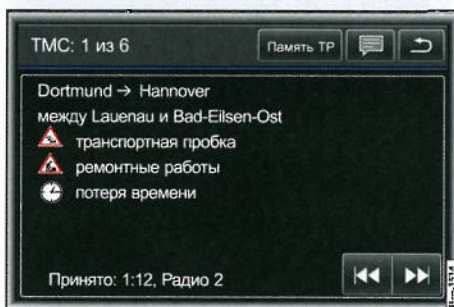 ТМС: 1 из 6
Память ТР
Dortmund → Hannover
между Lauenau и Bad-Eilsen-Ost
транспортная пробка
ремонтные работы
потеря времени
Принято: 1:12, Радио 2